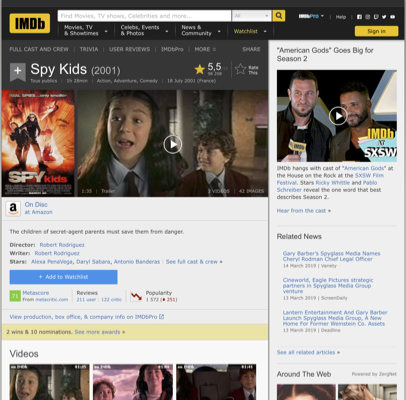 IMDb
Find Movies, TV shows, Celebrities and more...
All
IMDbPro
Help
Movies, TV
& Showtimes
Celebs, Events
& Photos
News &
Community
Watchlist
Sign in
FULL CAST AND CREW | TRIVIA | USER REVIEWS | IMDbPro | MORE
SHARE
Spy Kids (2001)
Tous publics | 1h 28min | Action, Adventure, Comedy | 18 July 2001 (France)
5,5
Rate
This
SPY kids
1:35 | Trailer
3 VIDEOS | 42 IMAGES
On Disc
at Amazon
The children of secret-agent parents must save them from danger.
Director: Robert Rodriguez
Writer: Robert Rodriguez
Stars: Alexa PenaVega, Daryl Sabara, Antonio Banderas | See full cast & crew »
+ Add to Watchlist
71
Metascore
From metacritic.com
Reviews
211 user | 123 critic
Popularity
1 572 (251)
View production, box office, & company info on IMDbPro
2 wins & 10 nominations. See more awards »
Videos
01:35
"American Gods" Goes Big for
Season 2
IMDb
at
SXSW
IMDb hangs with cast of "American Gods" at
the House on the Rock at the SXSW Film
Festival. Stars Ricky Whittle and Pablo
Schreiber reveal the one word that best
describes Season 2.
Hear from the cast »
Related News
Gary Barber's Spyglass Media Names
Cheryl Rodman Chief Legal Officer
14 March 2019 | Variety
Cineworld, Eagle Pictures strategic
partners in Spyglass Media Group
venture
13 March 2019 | ScreenDaily
Lantern Entertainment And Gary Barber
Launch Spyglass Media Group, A New
Home For Former Weinstein Co. Assets
13 March 2019 | Deadline
See all related articles »
Around The Web
Powered by ZergNet